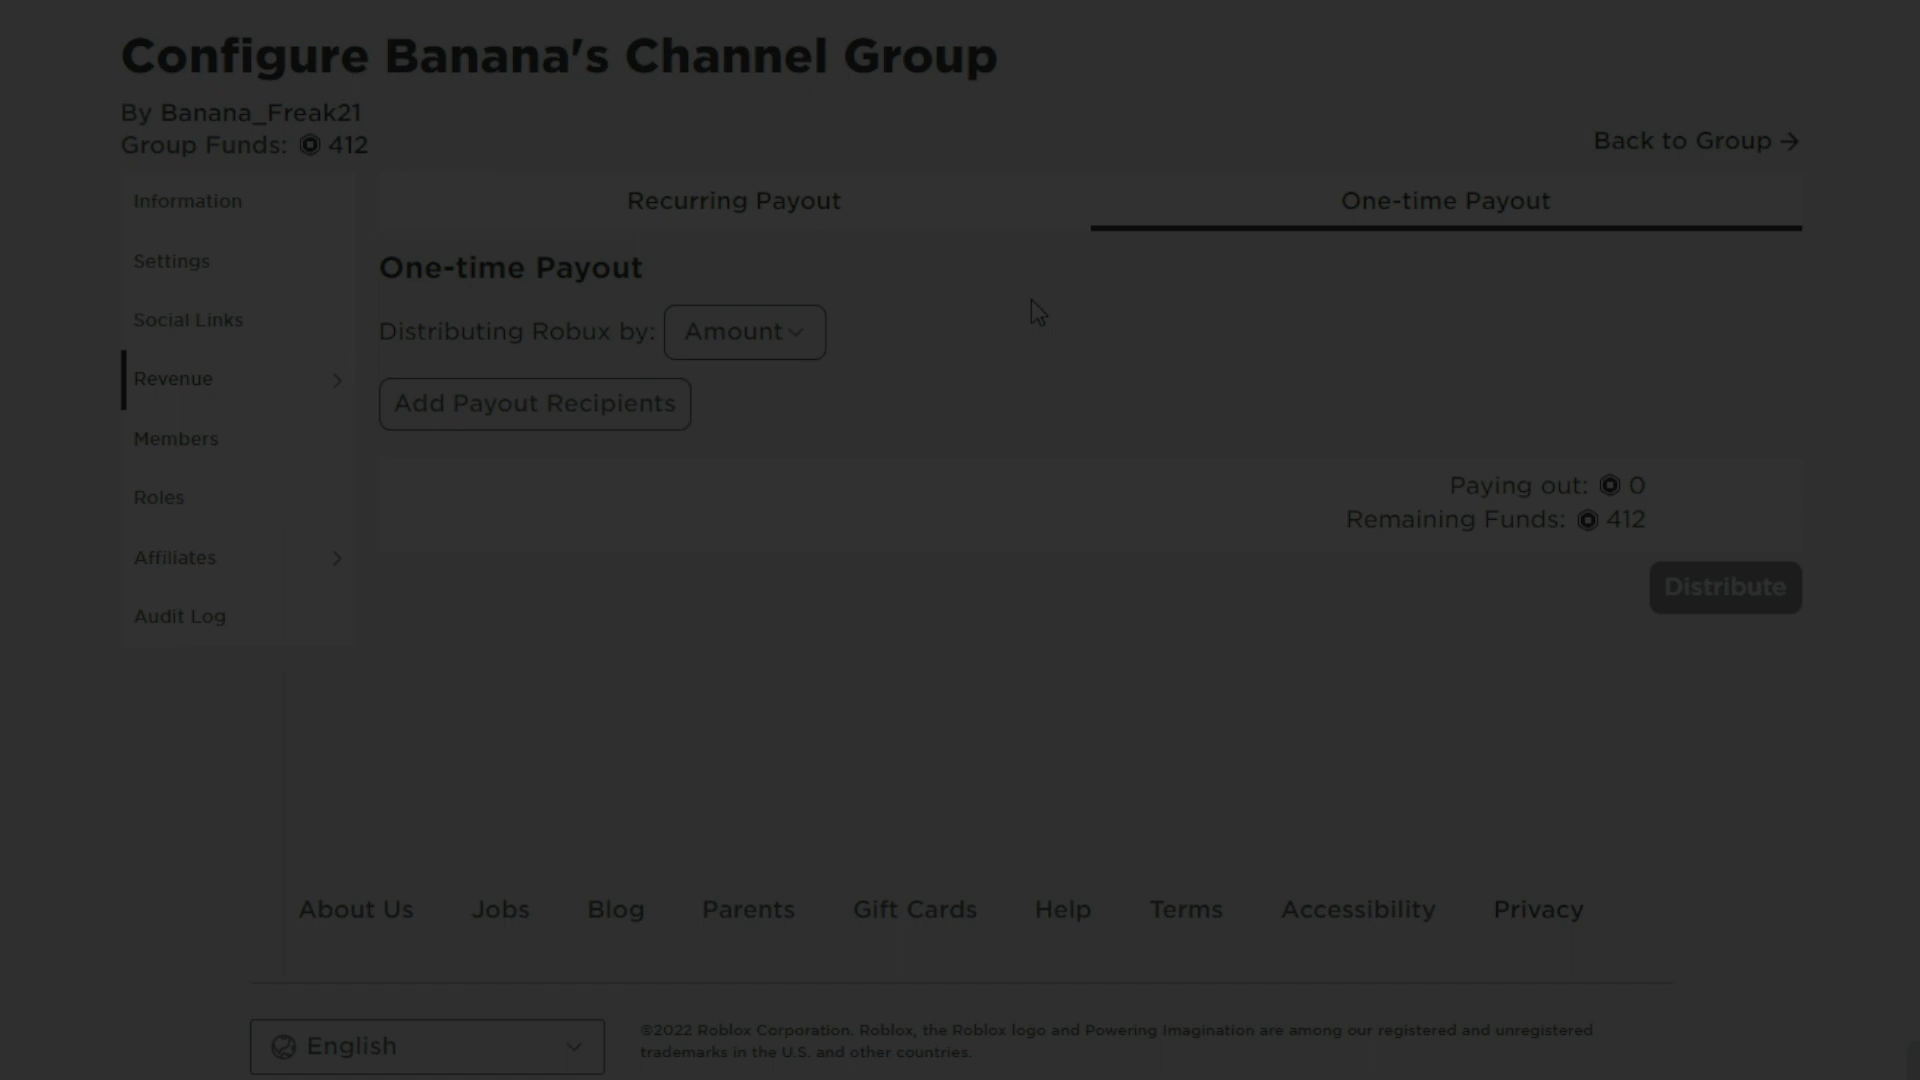 Configure Banana's Channel Group
By Banana_Freak21
Group Funds: 412
Back to Group
Information
Settings
Social Links
Revenue
Members
Roles
Affiliates
Audit Log
Recurring Payout
One-time Payout
One-time Payout
Distributing Robux by: Amount
Add Payout Recipients
Paying out: 0
Remaining Funds: 412
Distribute
About Us Jobs Blog Parents Gift Cards Help Terms Accessibility Privacy
English
©2022 Roblox Corporation. Roblox, the Roblox logo and Powering Imagination are among our registered and unregistered
trademarks in the U.S. and other countries.